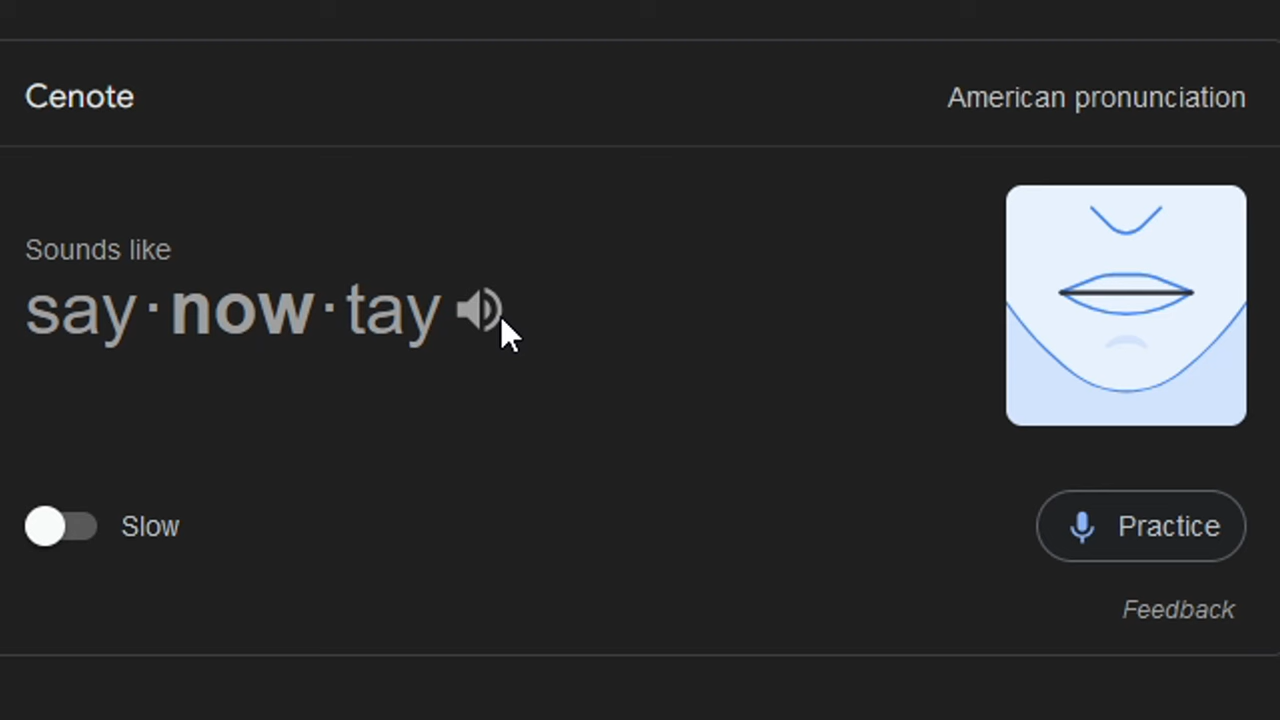 Cenote
American pronunciation
Sounds like
say·now·tay
Slow
Practice
Feedback